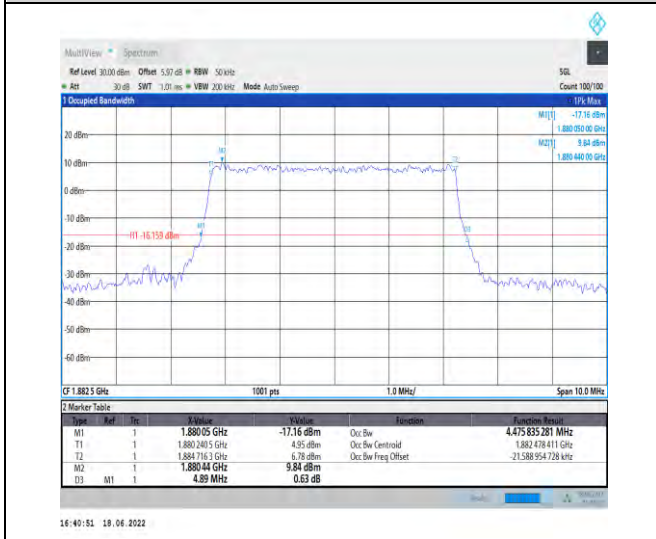 MultiView Spectrum
Ref Level 30.00 dBm Offset 5.97 dB RBW 50 kHz SGL
Att 30 dB SWT 1.01 ms VBW 200 kHz Mode Auto Sweep Count 100/100
1 Occupied Bandwidth 1Pk Max
M1[1] -17.16 dBm
1.880 050 00 GHz
M2[1] 9.84 dBm
1.880 440 00 GHz
20 dBm
M2
10 dBm
T1 T2
0 dBm
-10 dBm
M1 D3
H1 -16.159 dBm
-20 dBm
-30 dBm
-40 dBm
-50 dBm
-60 dBm
CF 1.882 5 GHz 1001 pts 1.0 MHz/ Span 10.0 MHz
2 Marker Table
Type Ref Trc X-Value Y-Value Function Function Result
M1 1 1.88005 GHz -17.16 dBm Occ Bw 4.475 835 281 MHz
T1 1 1.880 240 5 GHz 4.95 dBm Occ Bw Centroid 1.882 478 411 GHz
T2 1 1.884 716 3 GHz 6.78 dBm Occ Bw Freq Offset -21.588 954 728 kHz
M2 1 1.88044 GHz 9.84 dBm
D3 M1 1 4.89 MHz 0.63 dB
16:40:51 18.06.2022